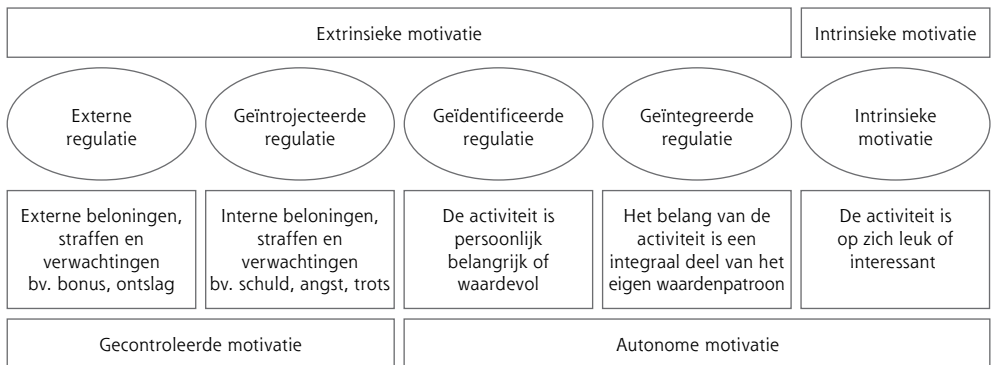 Extrinsieke motivatie
Intrinsieke motivatie
Externe
regulatie
Geïntrojecteerde
regulatie
Geïdentificeerde
regulatie
Geïntegreerde
regulatie
Intrinsieke
motivatie
Externe beloningen,
straffen en
verwachtingen
bv. bonus, ontslag
Interne beloningen,
straffen en
verwachtingen
bv. schuld, angst, trots
De activiteit is
persoonlijk
belangrijk of
waardevol
Het belang van de
activiteit is een
integraal deel van het
eigen waardenpatroon
De activiteit is
op zich leuk of
interessant
Gecontroleerde motivatie
Autonome motivatie